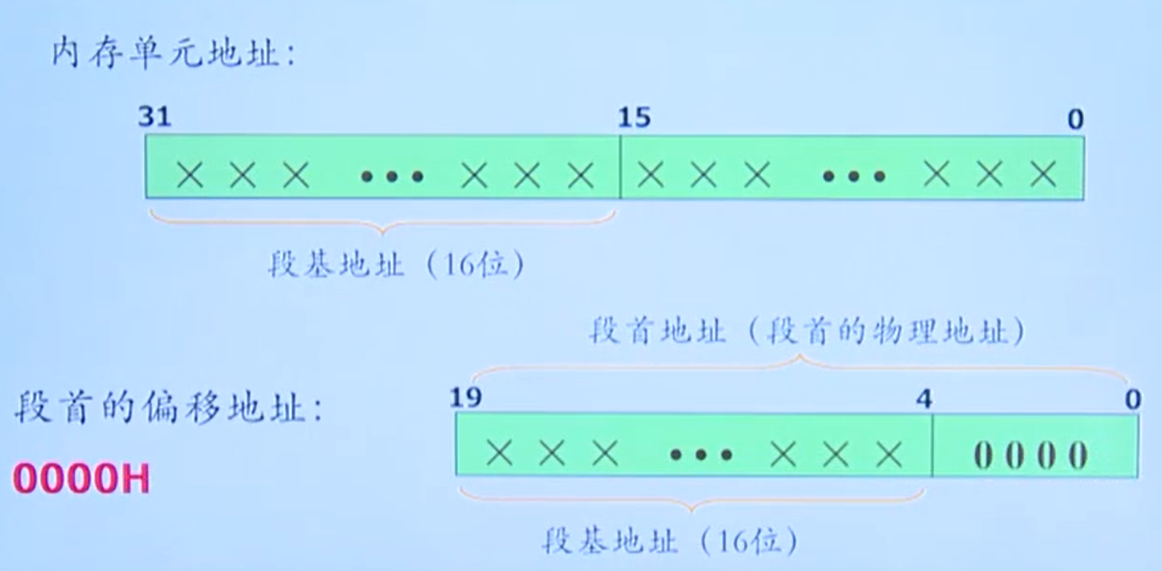 内存单元地址:
31 15 0
××× ••• ××× ××× ••• ×××
段基地址（16位）
段首地址（段首的物理地址）
19 4 0
段首的偏移地址:
××× ••• ××× 0000
0000H
段基地址（16位）